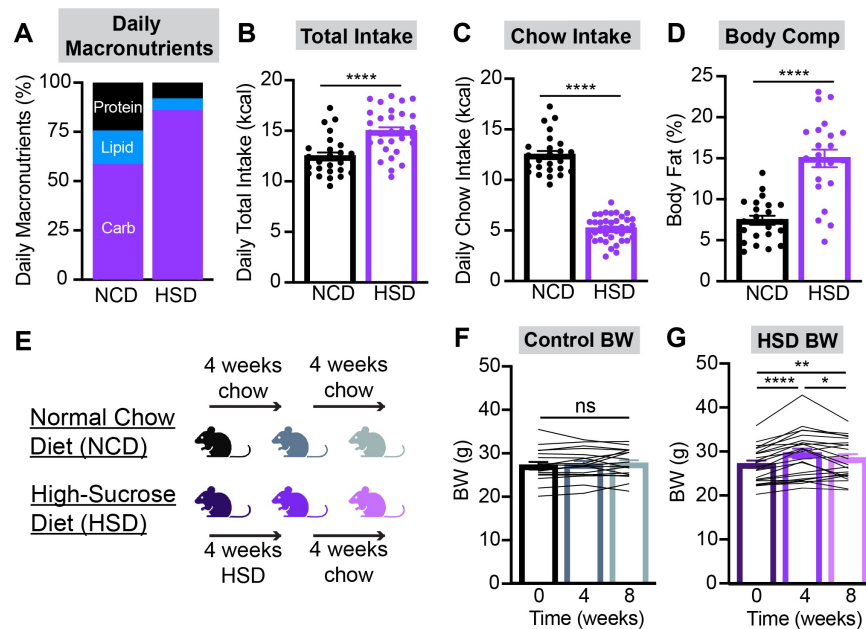 A
Daily
Macronutrients
Daily Macronutrients (%)
100
75
50
25
0
Protein
Lipid
Carb
NCD
HSD
B
Total Intake
Daily Total Intake (kcal)
20
15
10
5
0
****
NCD
HSD
C
Chow Intake
Daily Chow Intake (kcal)
20
15
10
5
0
****
NCD
HSD
D
Body Comp
Body Fat (%)
25
20
15
10
5
0
****
NCD
HSD
E
4 weeks
chow
4 weeks
chow
Normal Chow
Diet (NCD)
High-Sucrose
Diet (HSD)
4 weeks
HSD
4 weeks
chow
F
Control BW
BW (g)
50
40
30
20
10
0
ns
0 4 8
Time (weeks)
G
HSD BW
BW (g)
50
40
30
20
10
0
**
**** *
0 4 8
Time (weeks)